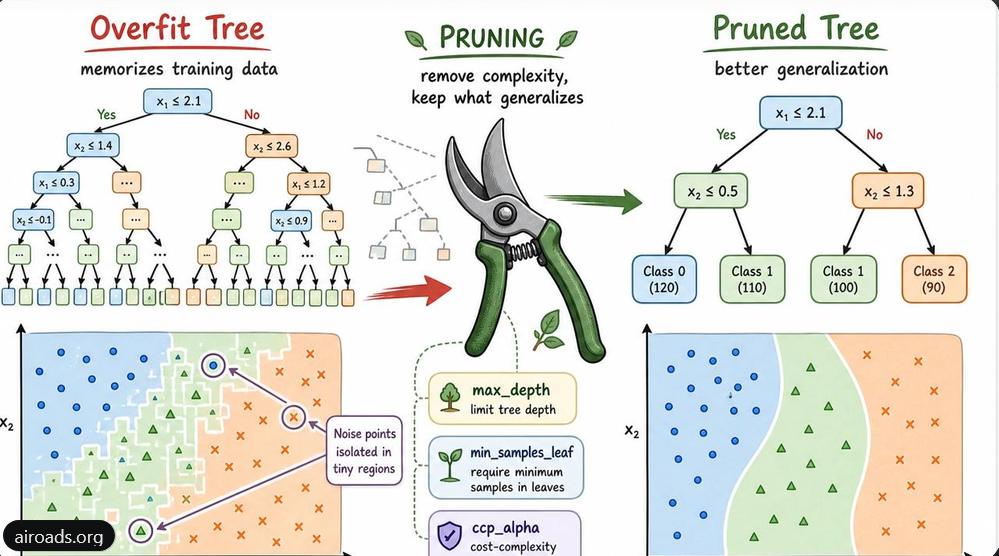 Overfit Tree
memorizes training data
x₁ ≤ 2.1
Yes
No
x₂ ≤ 1.4
x₂ ≤ 2.6
x₁ ≤ 0.3
...
...
x₁ ≤ 1.2
x₂ ≤ -0.1
...
...
...
x₂ ≤ 0.9
...
...
...
...
...
...
...
...
...
...
PRUNING
remove complexity,
keep what generalizes
Pruned Tree
better generalization
x₁ ≤ 2.1
Yes
No
x₂ ≤ 0.5
x₂ ≤ 1.3
Class 0
(120)
Class 1
(110)
Class 1
(100)
Class 2
(90)
x₂
Noise points
isolated in
tiny regions
max_depth
limit tree depth
min_samples_leaf
require minimum
samples in leaves
ccp_alpha
cost-complexity
x₂
airoads.org